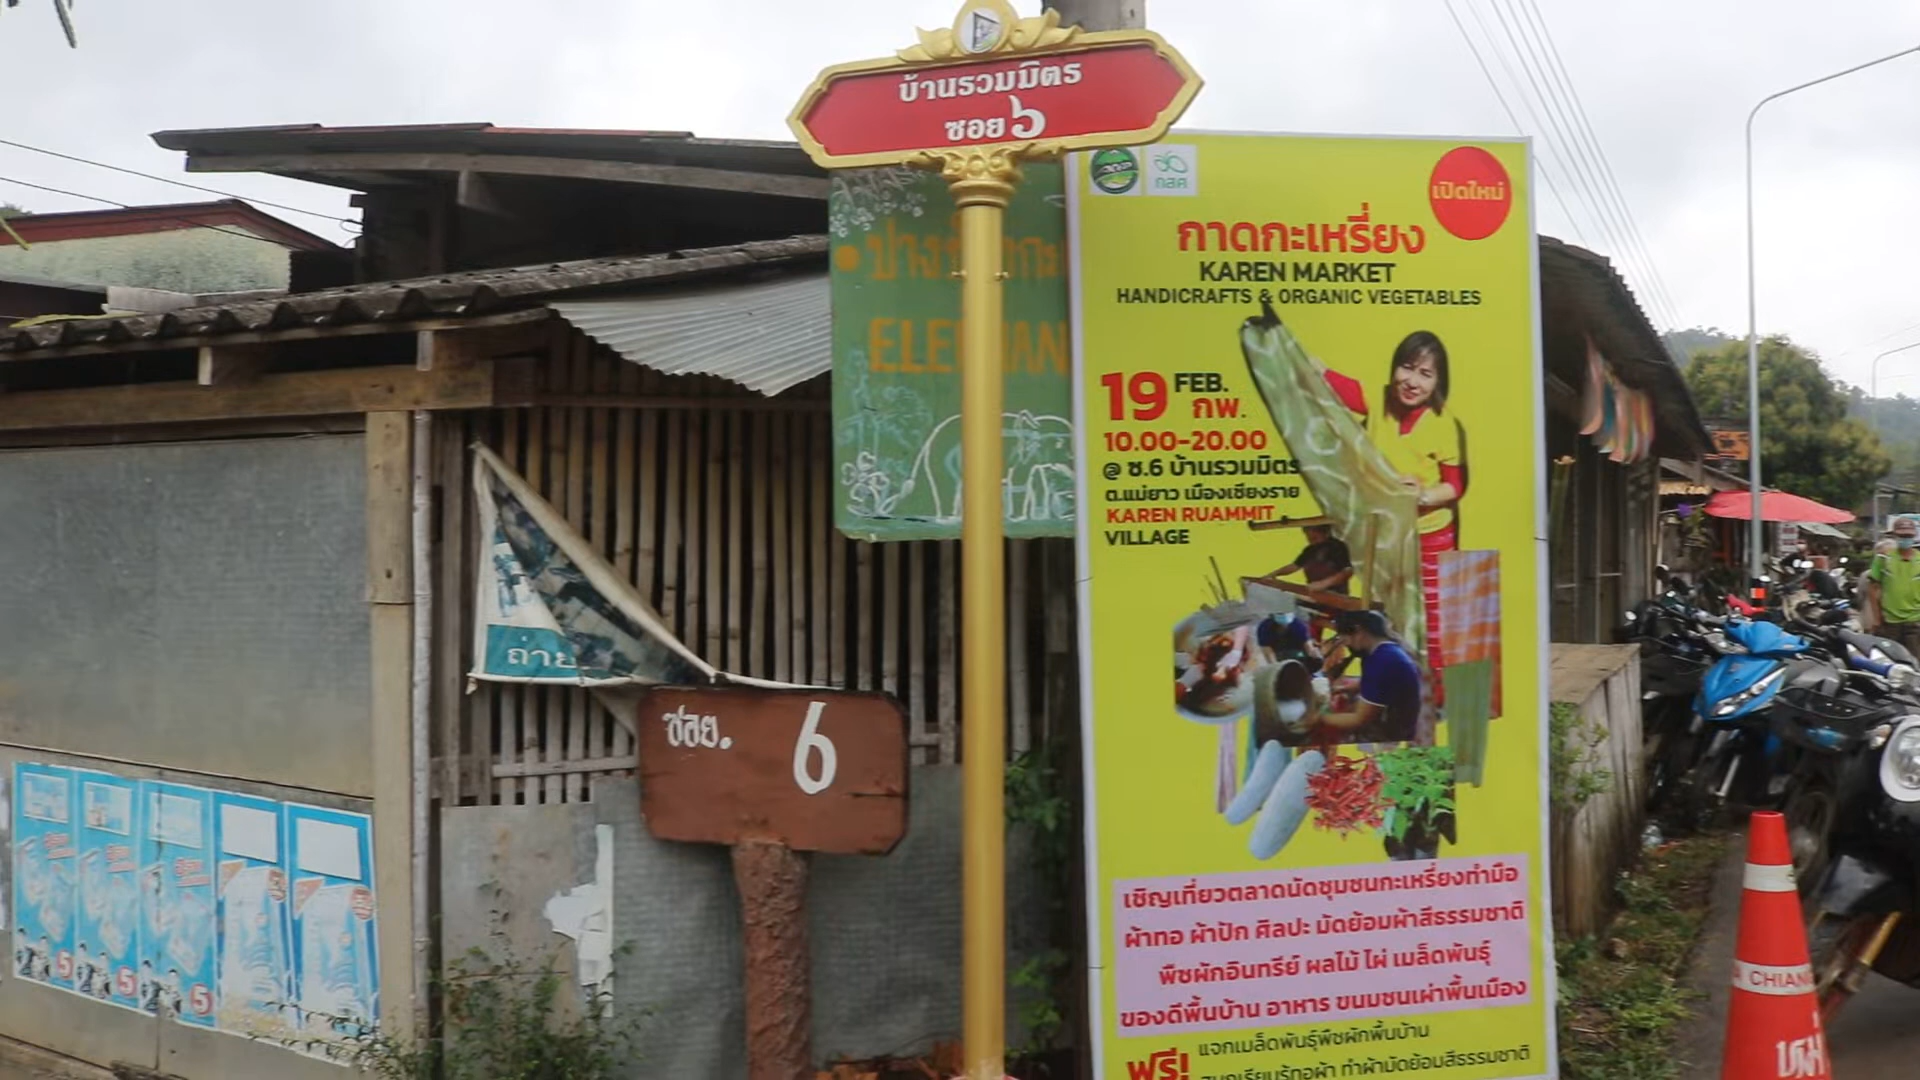 บ้านรวมมิตร
ซอย ๖
ELE
เปิดใหม่
กสศ
กาดกะเหรี่ยง
KAREN MARKET
HANDICRAFTS & ORGANIC VEGETABLES
19 FEB. กพ.
10.00-20.00
@ ซ.6 บ้านรวมมิตร
ต.แม่ยาว เมืองเชียงราย
KAREN RUAMMIT
VILLAGE
ถ่าย
ซอย. 6
5 5 5
เชิญเที่ยวตลาดนัดชุมชนกะเหรี่ยงทำมือ
ผ้าทอ ผ้าปัก ศิลปะ มัดย้อมผ้าสีธรรมชาติ
พืชผักอินทรีย์ ผลไม้ ไผ่ เมล็ดพันธุ์
ของดีพื้นบ้าน อาหาร ขนมชนเผ่าพื้นเมือง
ฟรี! แจกเมล็ดพันธุ์พืชผักพื้นบ้าน
ทำผ้ามัดย้อมสีธรรมชาติ
CHIANG